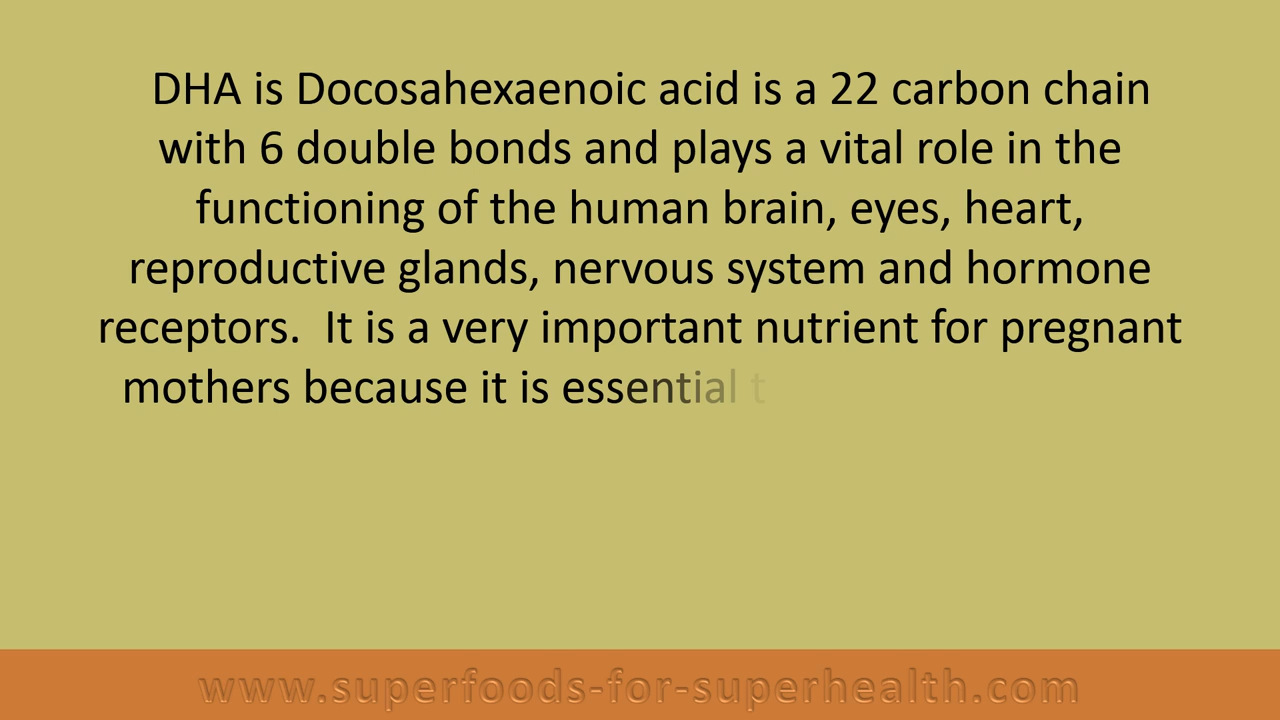 DHA is Docosahexaenoic acid is a 22 carbon chain
with 6 double bonds and plays a vital role in the
functioning of the human brain, eyes, heart,
reproductive glands, nervous system and hormone
receptors.  It is a very important nutrient for pregnant
mothers because it is essential t
www.superfoods-for-superhealth.com